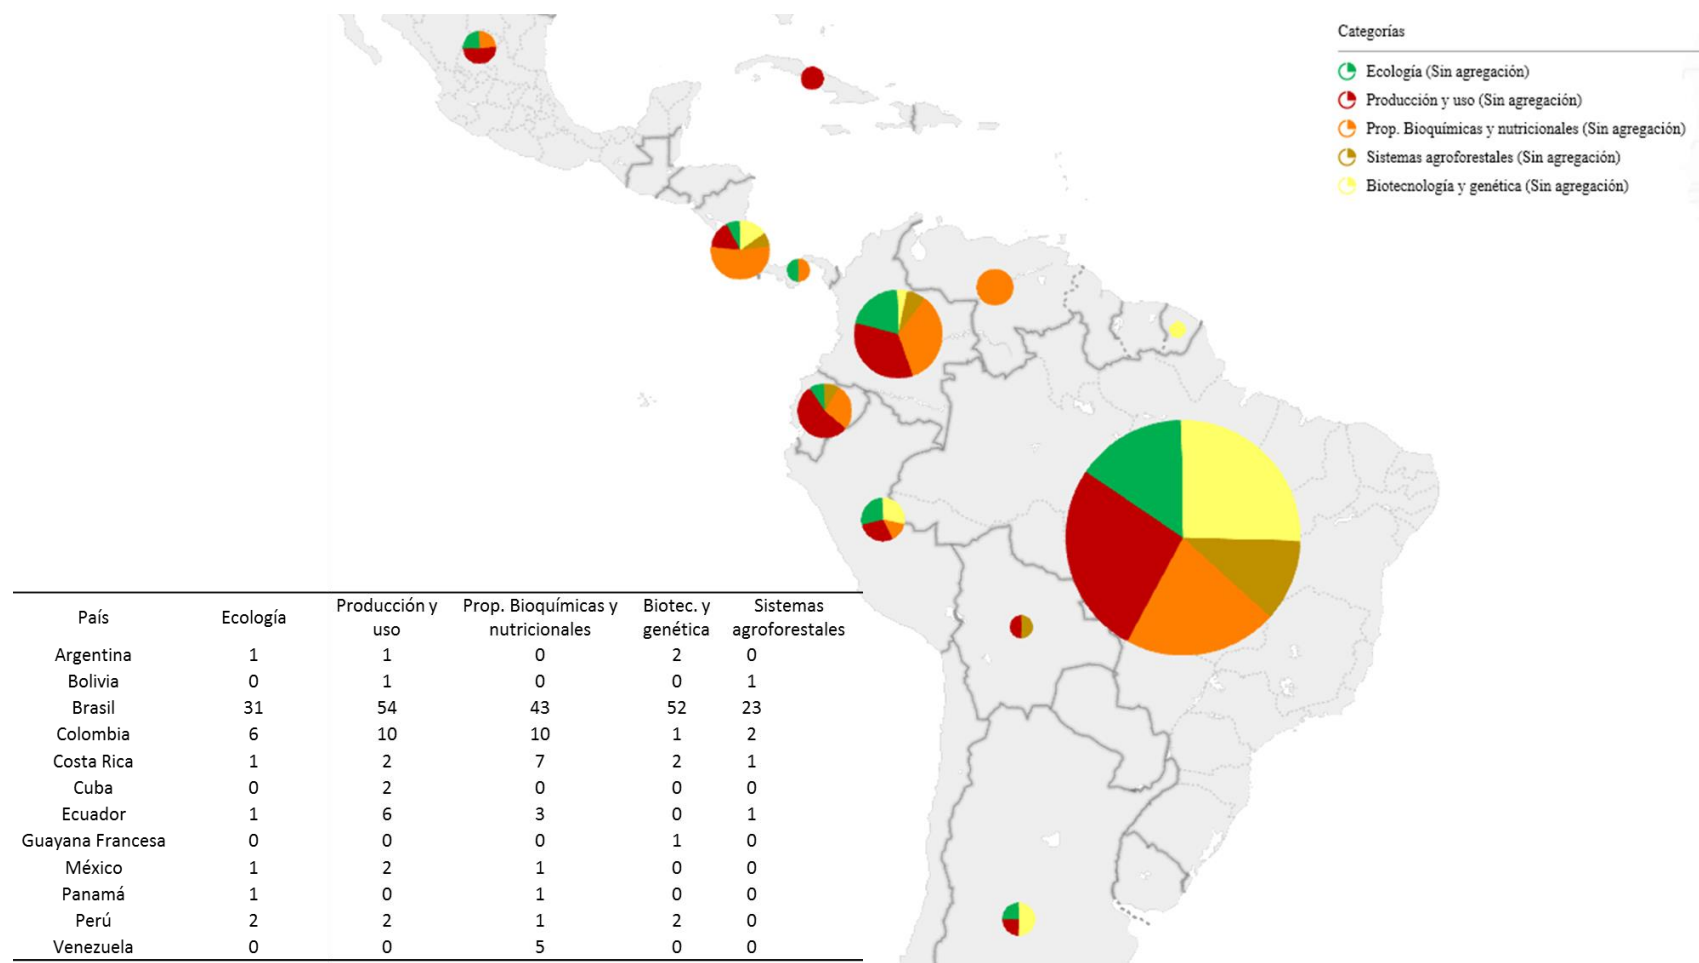 Categorías
Ecología (Sin agregación)
Producción y uso (Sin agregación)
Prop. Bioquímicas y nutricionales (Sin agregación)
Sistemas agroforestales (Sin agregación)
Biotecnología y genética (Sin agregación)
País Ecología Producción y uso Prop. Bioquímicas y nutricionales Biotec. y genética Sistemas agroforestales
Argentina 1 1 0 2 0
Bolivia 0 1 0 0 1
Brasil 31 54 43 52 23
Colombia 6 10 10 1 2
Costa Rica 1 2 7 2 1
Cuba 0 2 0 0 0
Ecuador 1 6 3 0 1
Guayana Francesa 0 0 0 1 0
México 1 2 1 0 0
Panamá 1 0 1 0 0
Perú 2 2 1 2 0
Venezuela 0 0 5 0 0